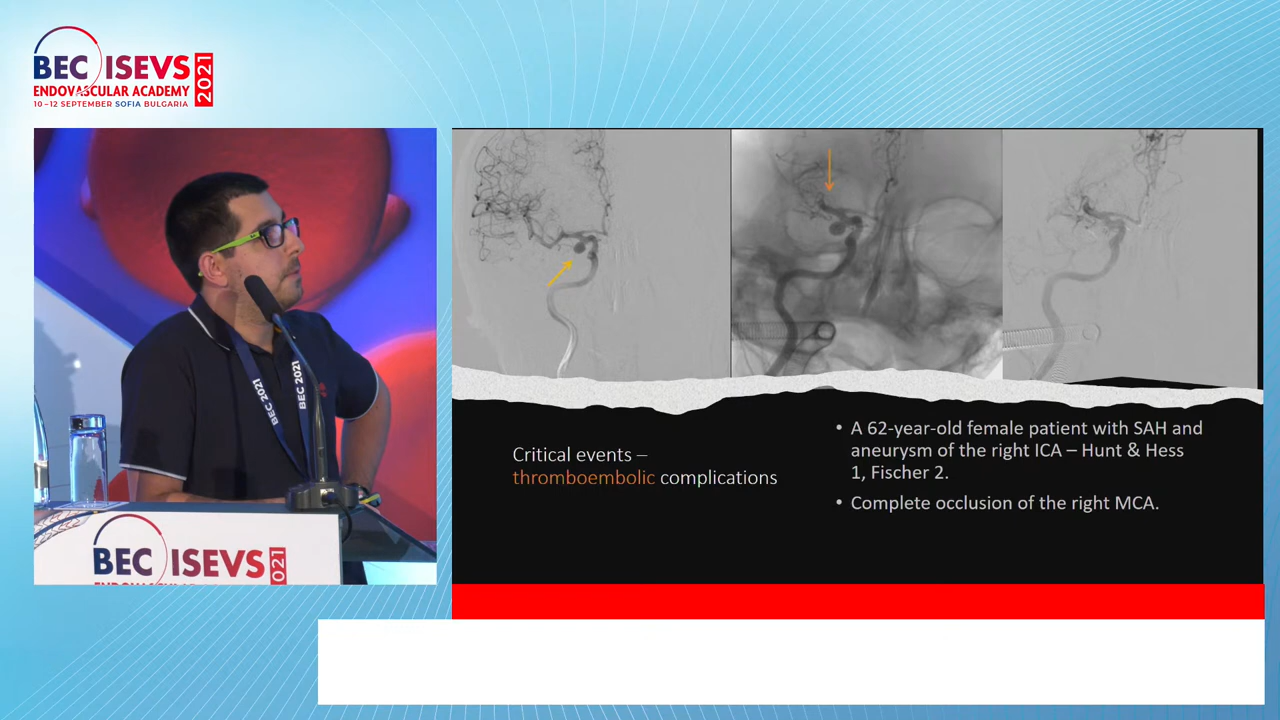 BEC ISEVS 2021
ENDOVASCULAR ACADEMY
10-12 SEPTEMBER SOFIA BULGARIA
BEC 2021
BEC 2021
BEC ISEVS 021
Critical events –
thromboembolic complications
• A 62-year-old female patient with SAH and
aneurysm of the right ICA – Hunt & Hess
1, Fischer 2.
• Complete occlusion of the right MCA.